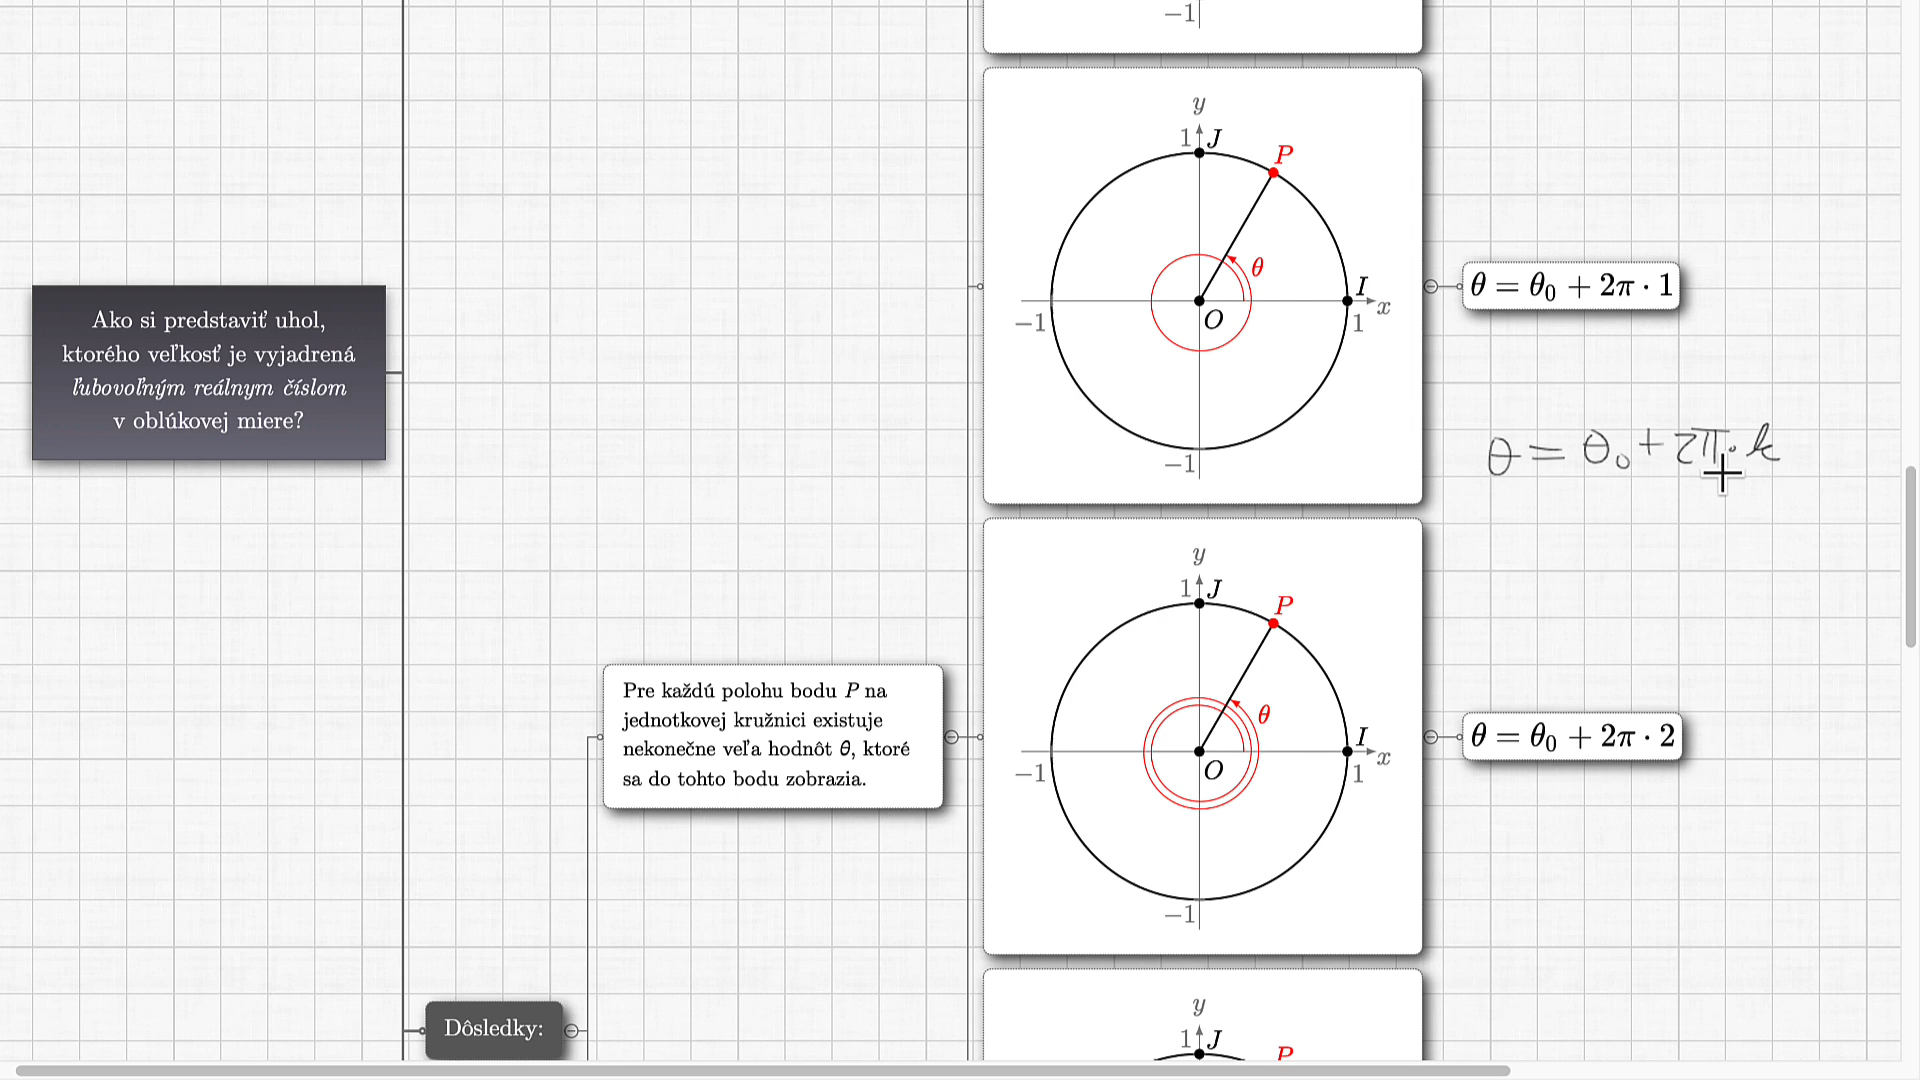 −1
Ako si predstaviť uhol,
ktorého veľkosť je vyjadrená
ľubovoľným reálnym číslom
v oblúkovej miere?
y
1 J
P
θ
I
x
−1
O
1
−1
θ = θ₀ + 2π · 1
θ = θ₀ + 2π · k
Pre každú polohu bodu P na
jednotkovej kružnici existuje
nekonečne veľa hodnôt θ, ktoré
sa do tohto bodu zobrazia.
y
1 J
P
θ
I
x
−1
O
1
−1
θ = θ₀ + 2π · 2
Dôsledky:
y
1 J
P